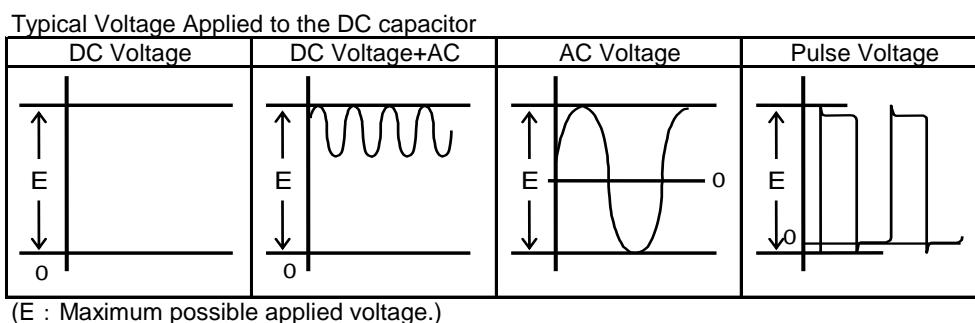 Typical Voltage Applied to the DC capacitor
DC Voltage DC Voltage+AC AC Voltage Pulse Voltage
E E E E
0
0
0
0
(E：Maximum possible applied voltage.)